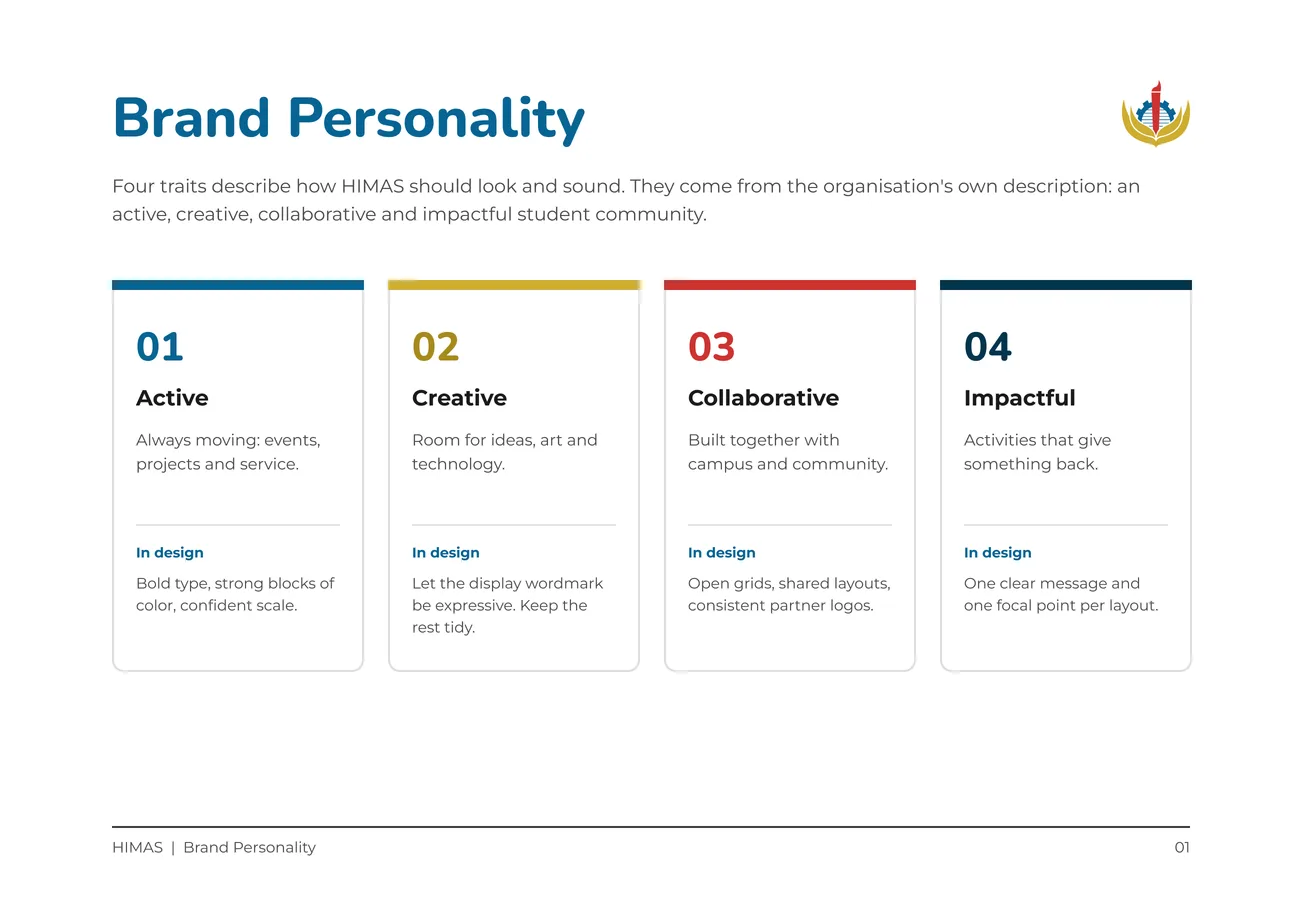 Brand Personality
Four traits describe how HIMAS should look and sound. They come from the organisation's own description: an
active, creative, collaborative and impactful student community.
01
Active
Always moving: events,
projects and service.
In design
Bold type, strong blocks of
color, confident scale.
02
Creative
Room for ideas, art and
technology.
In design
Let the display wordmark
be expressive. Keep the
rest tidy.
03
Collaborative
Built together with
campus and community.
In design
Open grids, shared layouts,
consistent partner logos.
04
Impactful
Activities that give
something back.
In design
One clear message and
one focal point per layout.
HIMAS | Brand Personality
01